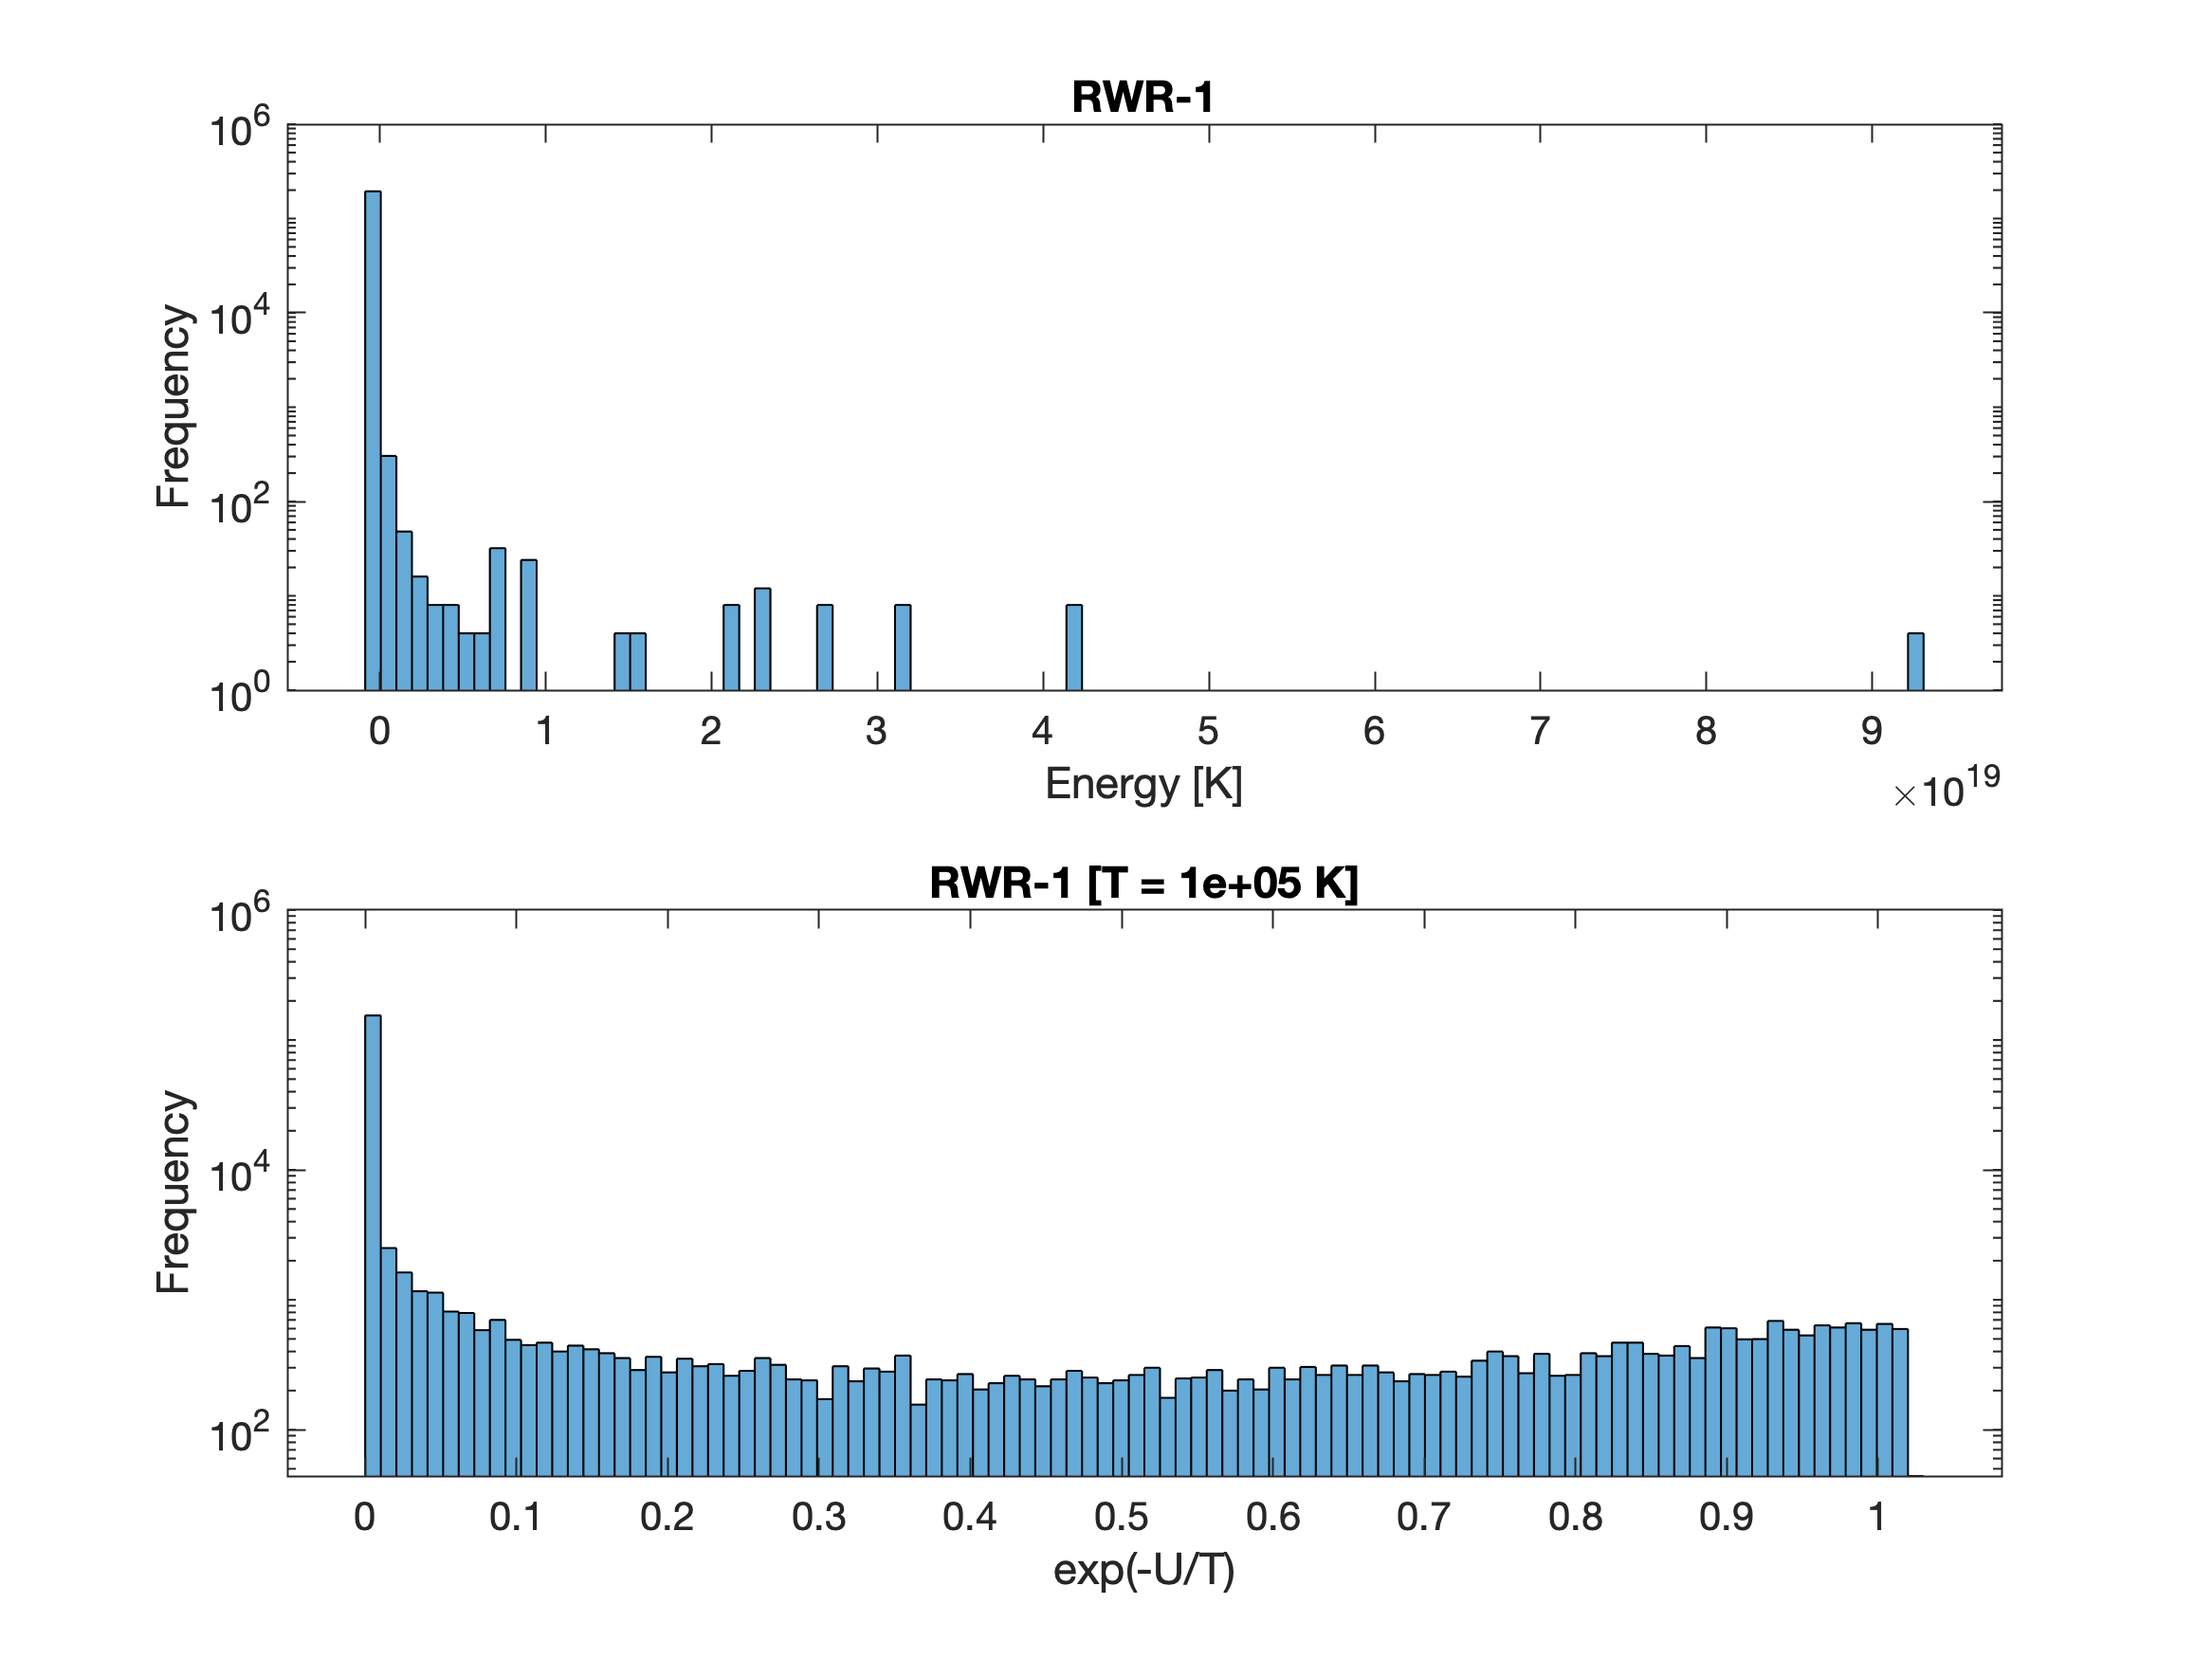 RWR-1
10^6
10^4
10^2
10^0
Frequency
0 1 2 3 4 5 6 7 8 9
Energy [K]
×10^19
RWR-1 [T = 1e+05 K]
10^6
10^4
10^2
Frequency
0 0.1 0.2 0.3 0.4 0.5 0.6 0.7 0.8 0.9 1
exp(-U/T)